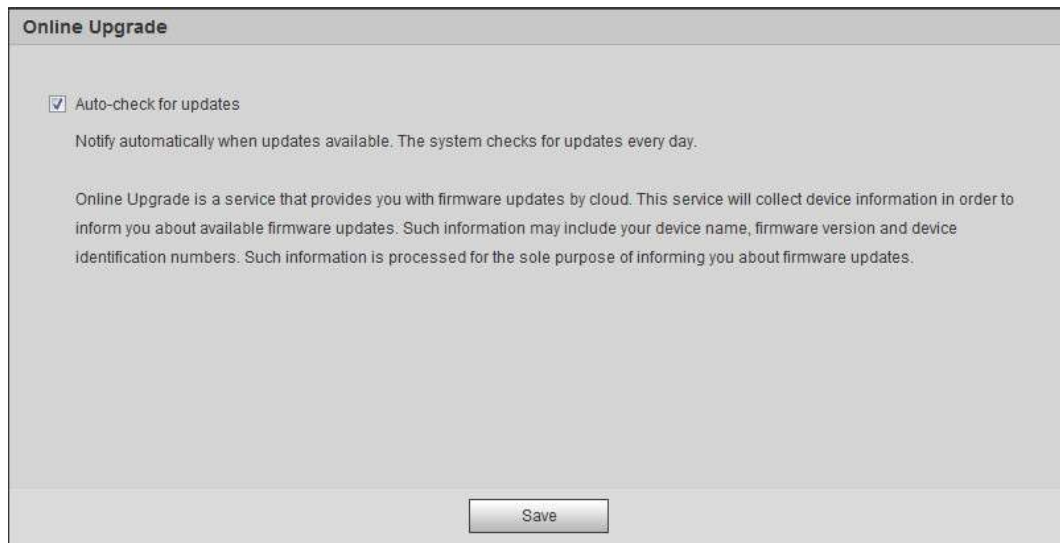 Online Upgrade
Auto-check for updates
Notify automatically when updates available. The system checks for updates every day.
Online Upgrade is a service that provides you with firmware updates by cloud. This service will collect device information in order to
inform you about available firmware updates. Such information may include your device name, firmware version and device
identification numbers. Such information is processed for the sole purpose of informing you about firmware updates.
Save